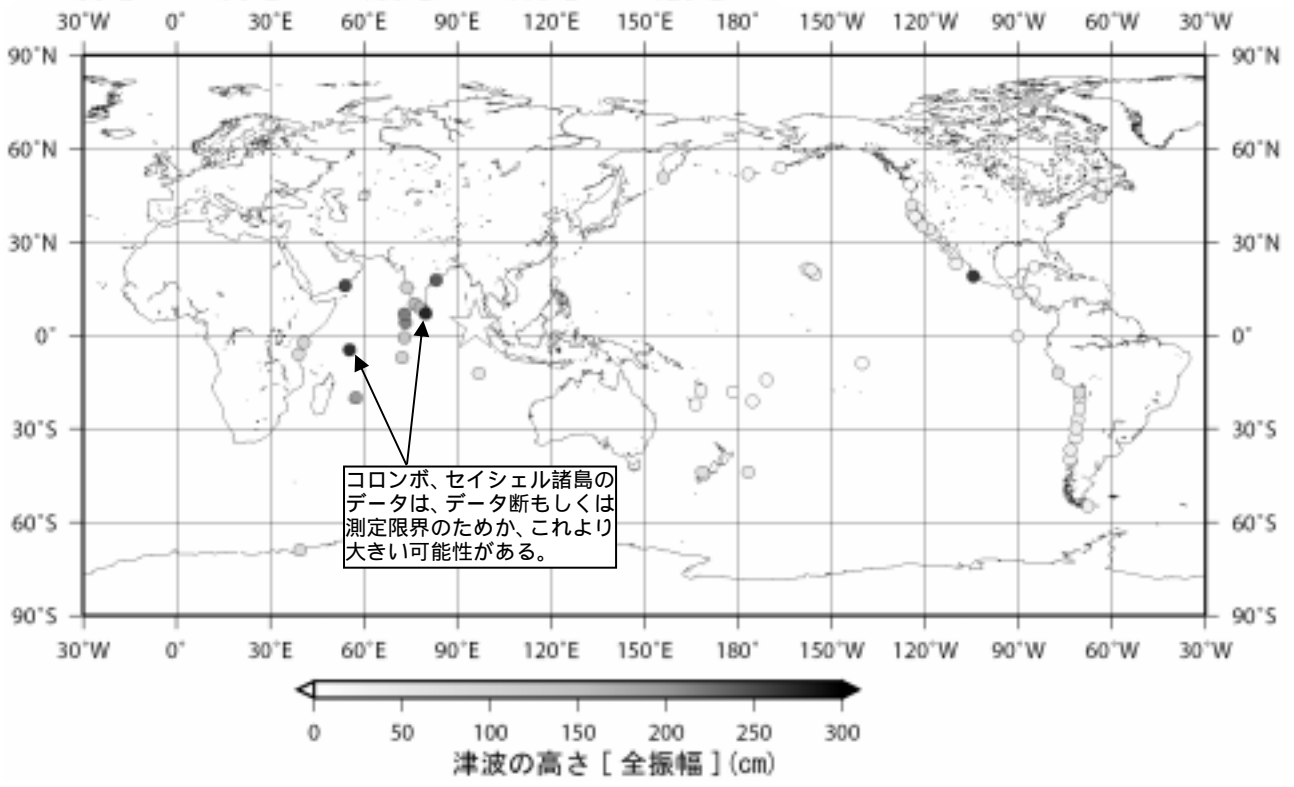 30˚W 0˚ 30˚E 60˚E 90˚E 120˚E 150˚E 180˚ 150˚W 120˚W 90˚W 60˚W 30˚W
90˚N 90˚N
60˚N 60˚N
30˚N 30˚N
0˚ 0˚
30˚S 30˚S
コロンボ、セイシェル諸島の
データは、データ断もしくは
測定限界のためか、これより
大きい可能性がある。
60˚S 60˚S
90˚S 90˚S
30˚W 0˚ 30˚E 60˚E 90˚E 120˚E 150˚E 180˚ 150˚W 120˚W 90˚W 60˚W 30˚W
0 50 100 150 200 250 300
津波の高さ [ 全振幅 ] (cm)